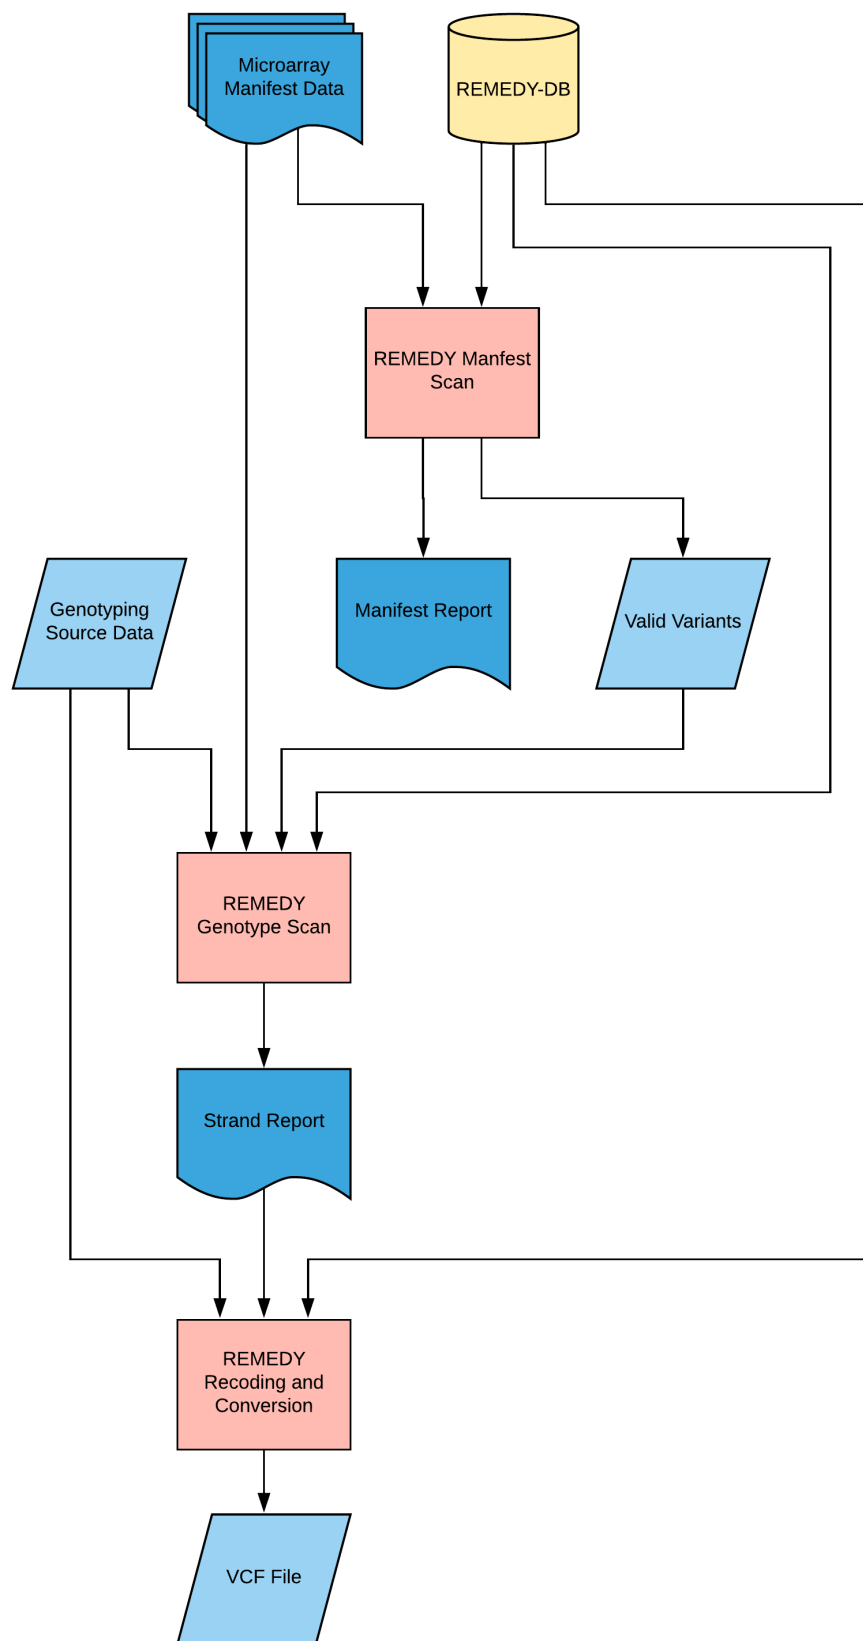 Microarray
Manifest Data
REMEDY-DB
REMEDY Manfest
Scan
Genotyping
Source Data
Manifest Report
Valid Variants
REMEDY
Genotype Scan
Strand Report
REMEDY
Recoding and
Conversion
VCF File